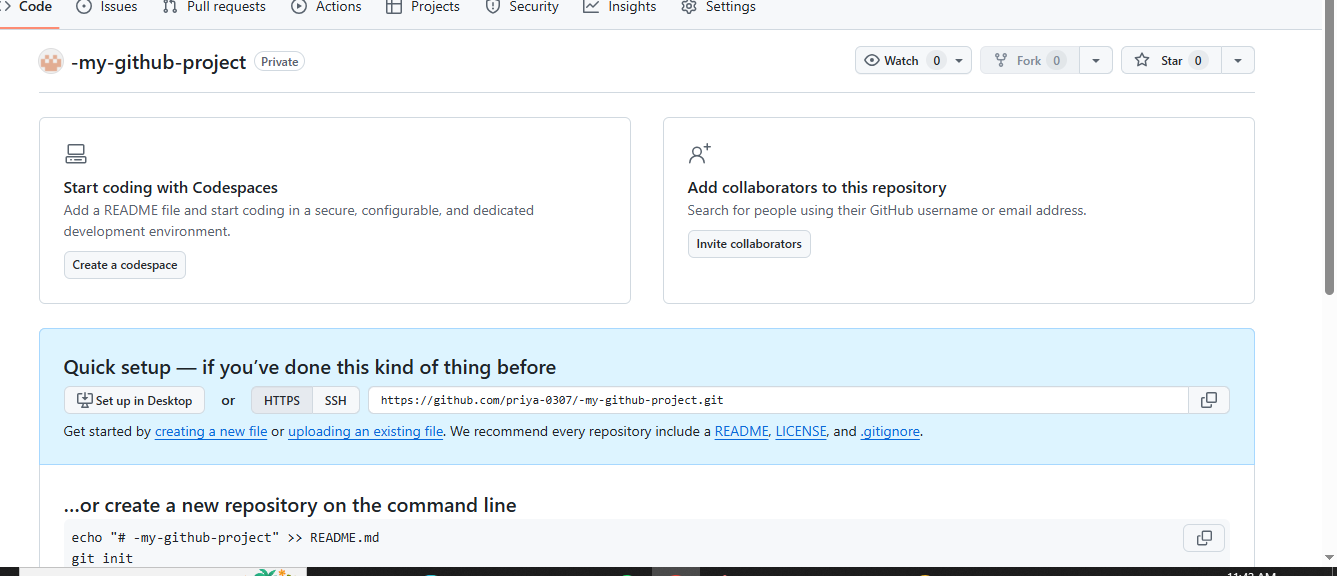 Code Issues Pull requests Actions Projects Security Insights Settings
-my-github-project Private Watch 0 Fork 0 Star 0
Start coding with Codespaces
Add a README file and start coding in a secure, configurable, and dedicated
development environment.
Create a codespace
Add collaborators to this repository
Search for people using their GitHub username or email address.
Invite collaborators
Quick setup — if you’ve done this kind of thing before
Set up in Desktop or HTTPS SSH https://github.com/priya-0307/-my-github-project.git
Get started by creating a new file or uploading an existing file. We recommend every repository include a README, LICENSE, and .gitignore.
…or create a new repository on the command line
echo "# -my-github-project" >> README.md
git init